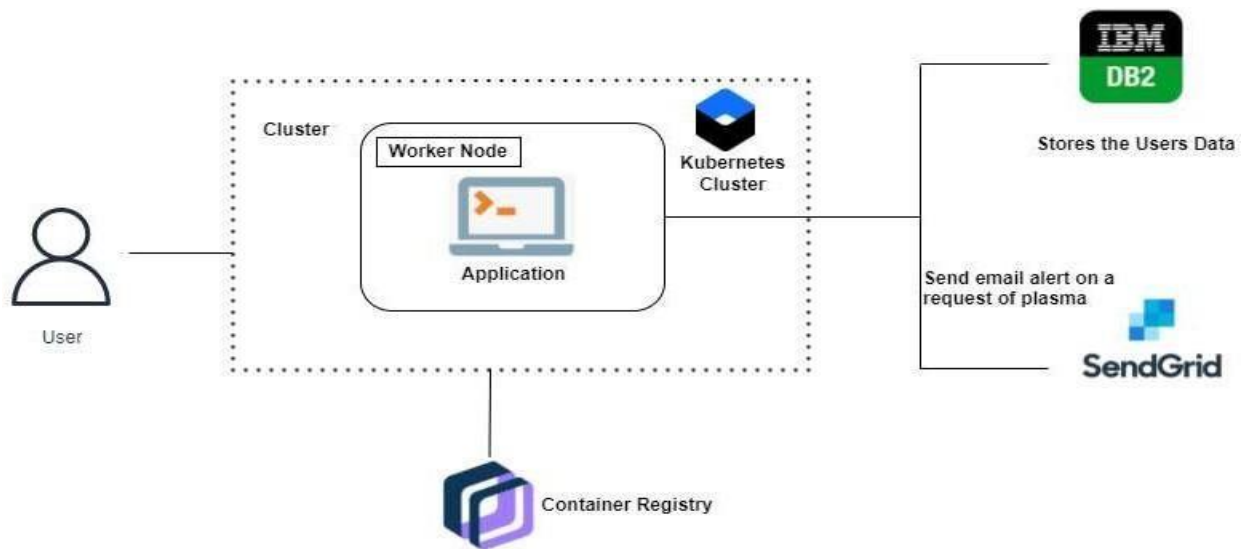 IBM
DB2
Stores the Users Data
Cluster
Worker Node
Kubernetes
Cluster
Application
User
Send email alert on a
request of plasma
SendGrid
Container Registry